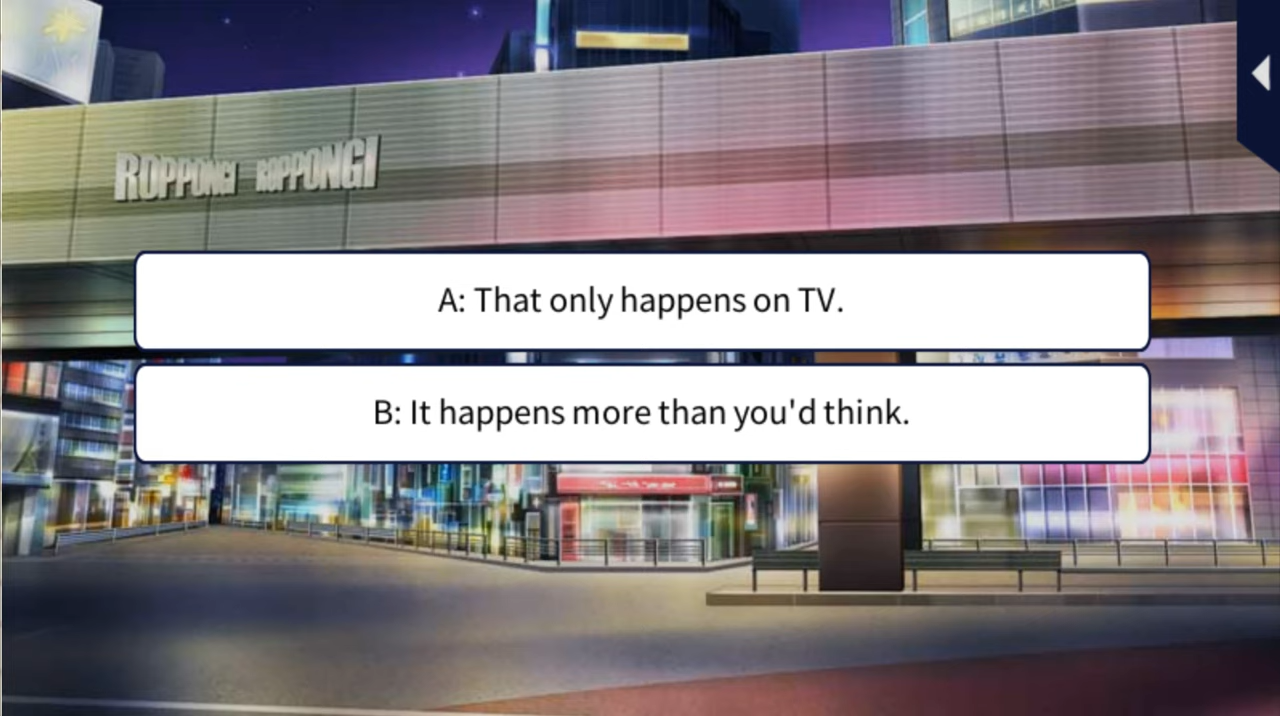 ROPPONGI ROPPONGI
A: That only happens on TV.
B: It happens more than you'd think.